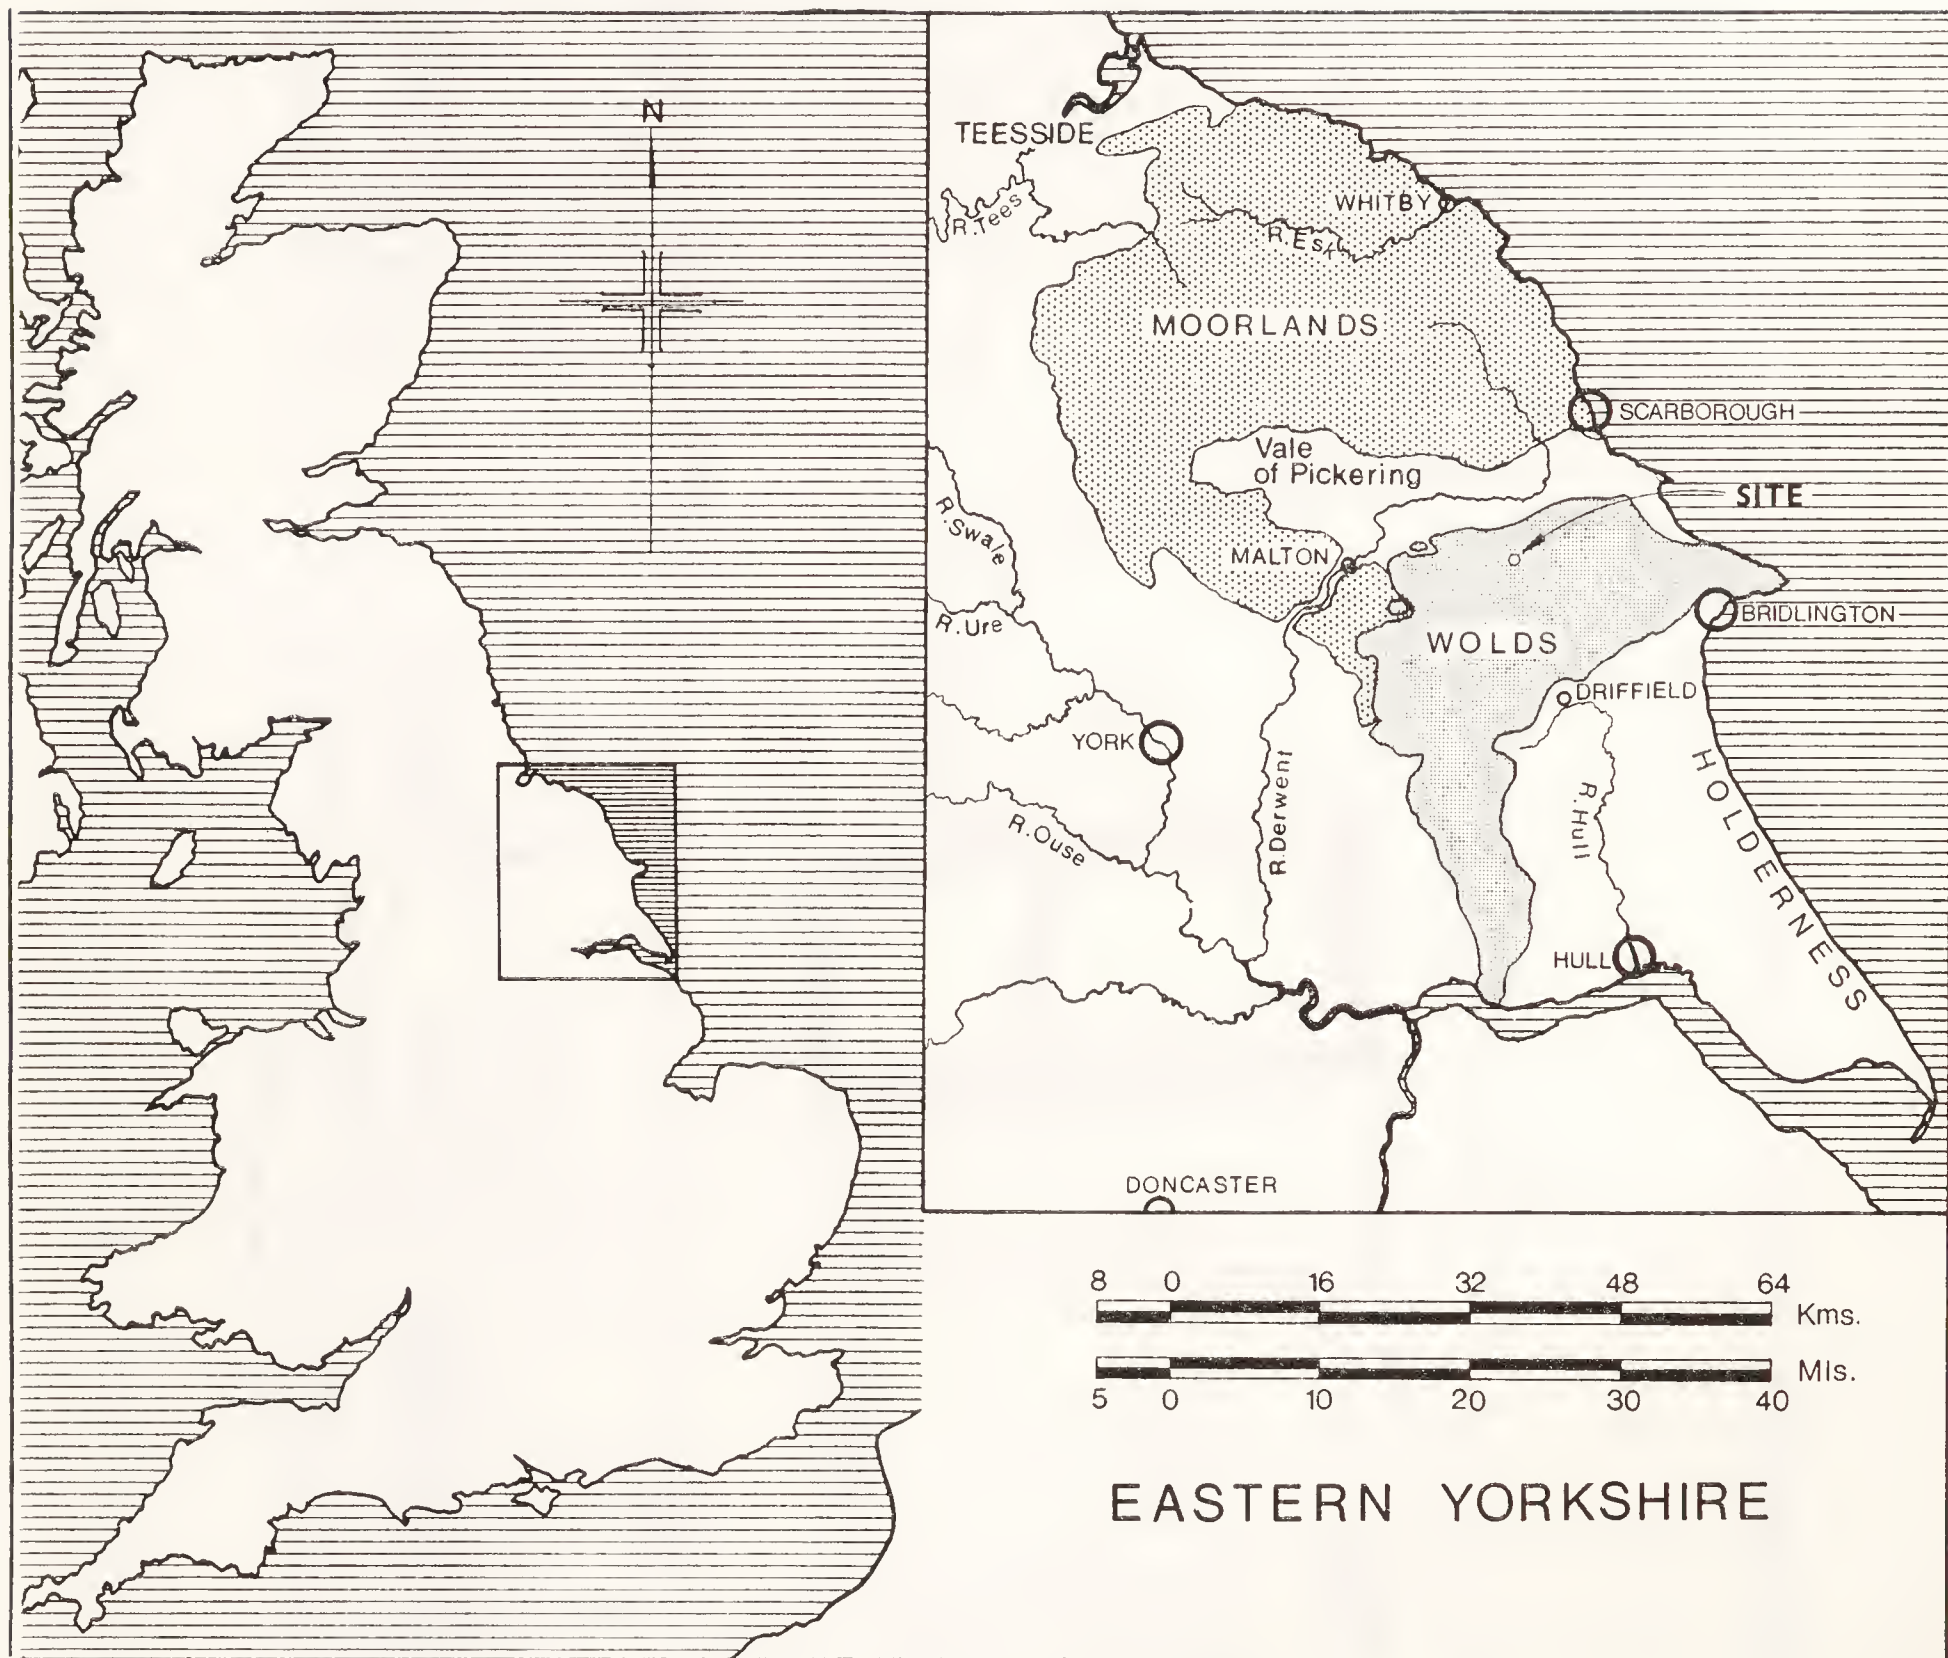 N
TEESSIDE
R.Tees
WHITBY
R.Esk
MOORLANDS
SCARBOROUGH
Vale
of Pickering
SITE
R.Swale
MALTON
BRIDLINGTON
R.Ure
WOLDS
DRIFFIELD
YORK
HOLDERNESS
R.Derwent
R.Hull
R.Ouse
HULL
DONCASTER
8 0 16 32 48 64
Kms.
Mls.
5 0 10 20 30 40
EASTERN YORKSHIRE